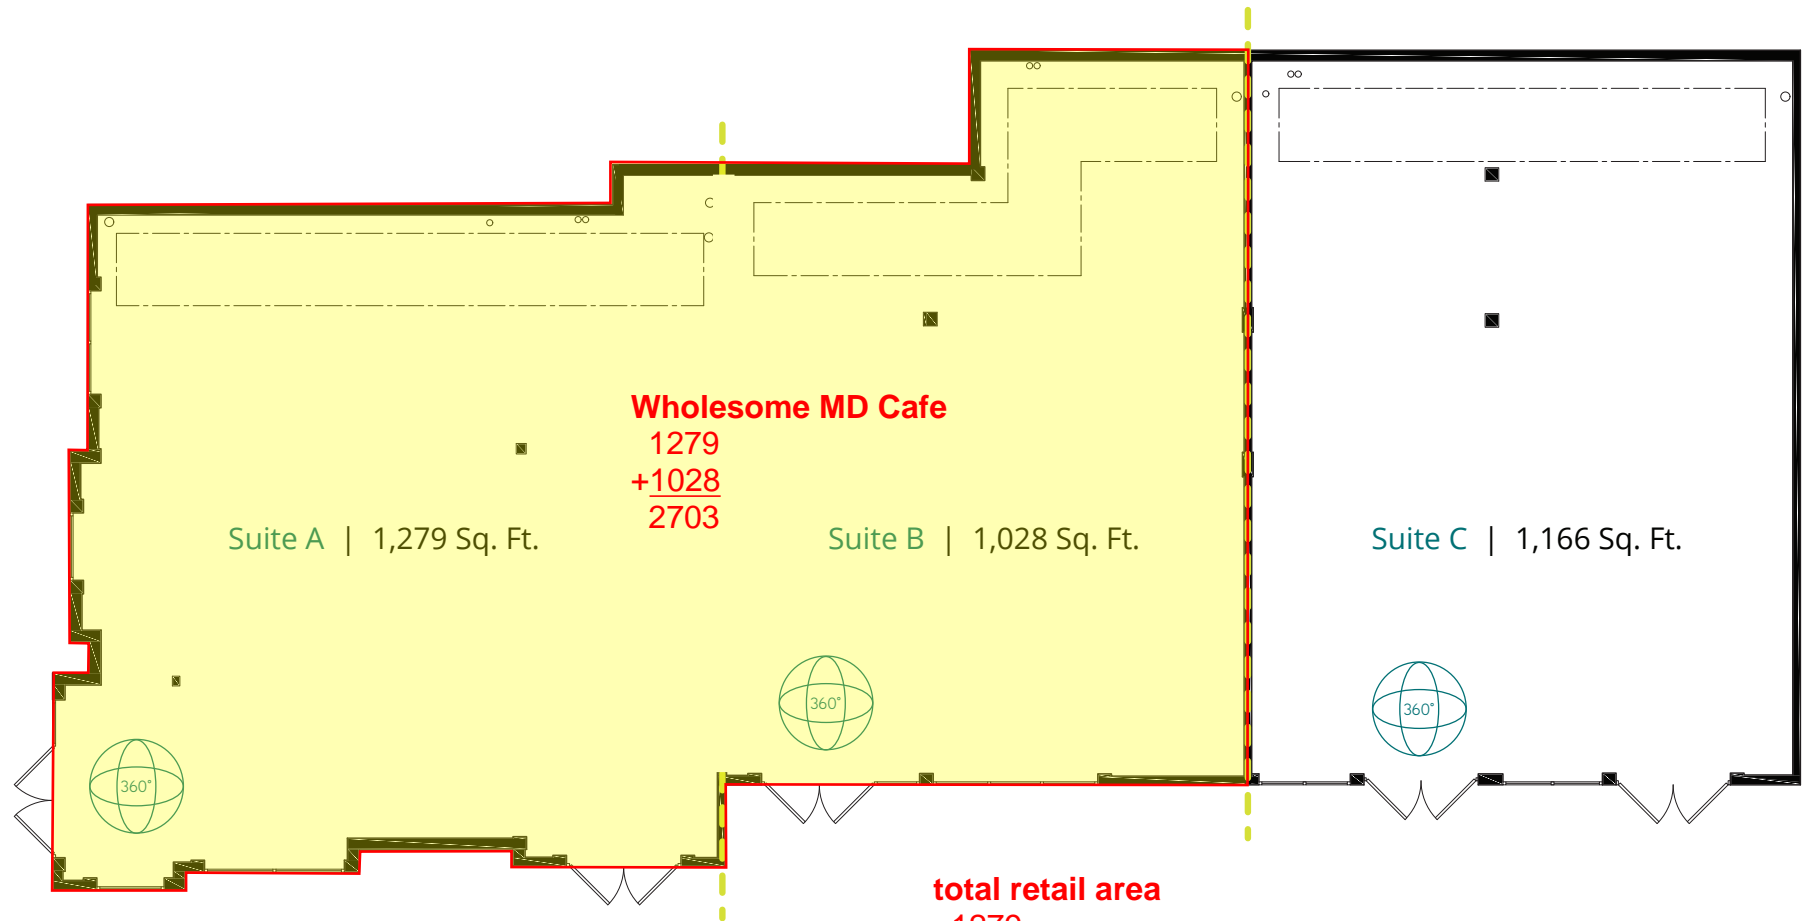 Wholesome MD Cafe
1279
+1028
2703
Suite A | 1,279 Sq. Ft.
Suite B | 1,028 Sq. Ft.
Suite C | 1,166 Sq. Ft.
360°
360°
360°
total retail area
1279